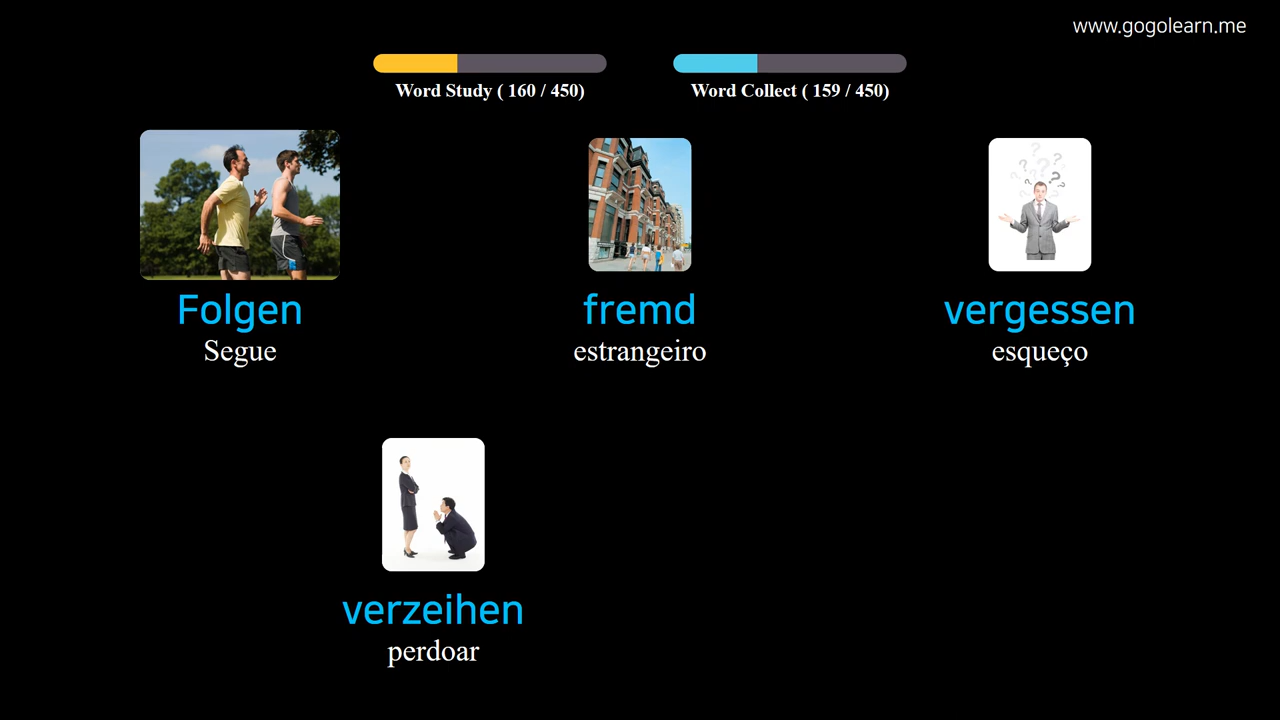 www.gogolearn.me
Word Study ( 160 / 450)
Word Collect ( 159 / 450)
Folgen
Segue
fremd
estrangeiro
vergessen
esqueço
verzeihen
perdoar